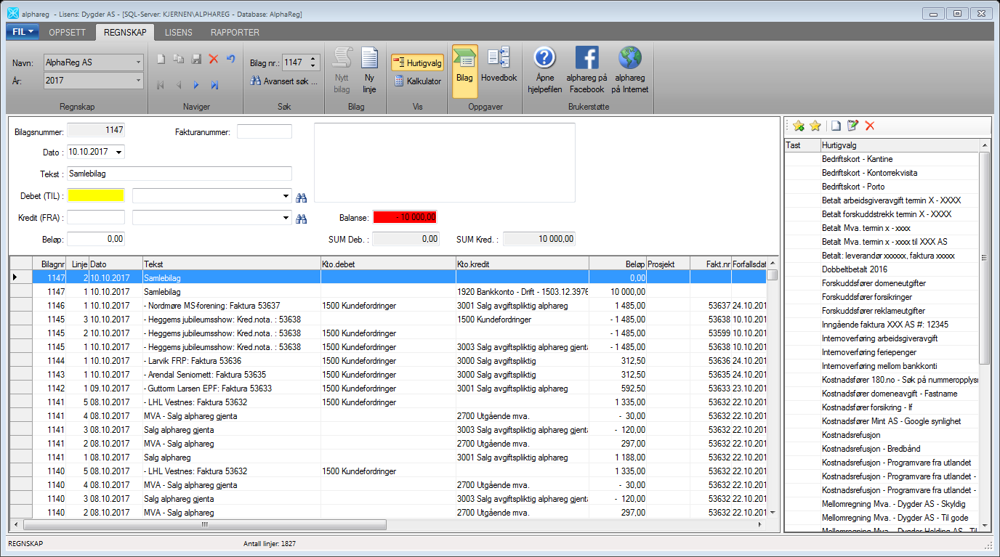 alphareg - Lisens: Dygder AS - [SQL-Server: KJERNEN\ALPHAREG - Database: AlphaReg]
FIL OPPSETT REGNSKAP LISENS RAPPORTER
Navn: AlphaReg AS
År: 2017
Regnskap
Naviger
Bilag nr.: 1147
Avansert søk ...
Søk
Nytt bilag
Ny linje
Bilag
Hurtigvalg
Kalkulator
Vis
Bilag
Hovedbok
Oppgaver
Åpne hjelpefilen
alphareg på Facebook
alphareg på Internet
Brukerstøtte
Bilagsnummer: 1147 Fakturanummer:
Dato : 10.10.2017
Tekst : Samlebilag
Debet (TIL) :
Kredit (FRA) : Balanse: - 10 000,00
Beløp: 0,00 SUM Deb. : 0,00 SUM Kred. : 10 000,00
Bilagnr Linje Dato Tekst Kto.debet Kto.kredit Beløp Prosjekt Fakt.nr Forfallsdat
1147 2 10.10.2017 Samlebilag 0,00
1147 1 10.10.2017 Samlebilag 1920 Bankkonto - Drift - 1503.12.3976 10 000,00
1146 1 10.10.2017 - Nordmøre MS-forening: Faktura 53637 1500 Kundefordringer 3001 Salg avgiftspliktig alphareg 1 485,00 53637 24.10.201
1145 3 10.10.2017 - Heggems jubileumsshow: Kred.nota. : 53638 1500 Kundefordringer - 1 485,00 53638 10.10.201
1145 2 10.10.2017 - Heggems jubileumsshow: Kred.nota. : 53638 1500 Kundefordringer - 1 485,00 53599 10.10.201
1145 1 10.10.2017 - Heggems jubileumsshow: Kred.nota. : 53638 1500 Kundefordringer 3003 Salg avgiftspliktig alphareg gjenta - 1 485,00 53638 10.10.201
1144 1 10.10.2017 - Larvik FRP: Faktura 53636 1500 Kundefordringer 3000 Salg avgiftspliktig 312,50 53636 24.10.201
1143 1 10.10.2017 - Arendal Seniornett: Faktura 53635 1500 Kundefordringer 3000 Salg avgiftspliktig 312,50 53635 24.10.201
1142 1 09.10.2017 - Guttorm Larsen EPF: Faktura 53633 1500 Kundefordringer 3001 Salg avgiftspliktig alphareg 592,50 53633 23.10.201
1141 5 08.10.2017 - LHL Vestnes: Faktura 53632 1500 Kundefordringer 1 335,00 53632 22.10.201
1141 4 08.10.2017 MVA - Salg alphareg gjenta 2700 Utgående mva. - 30,00 53632 22.10.201
1141 3 08.10.2017 Salg alphareg gjenta 3003 Salg avgiftspliktig alphareg gjenta - 120,00 53632 22.10.201
1141 2 08.10.2017 MVA - Salg alphareg 2700 Utgående mva. 297,00 53632 22.10.201
1141 1 08.10.2017 Salg alphareg 3001 Salg avgiftspliktig alphareg 1 188,00 53632 22.10.201
1140 5 08.10.2017 - LHL Vestnes: Faktura 53632 1500 Kundefordringer 1 335,00 53632 22.10.201
1140 4 08.10.2017 MVA - Salg alphareg gjenta 2700 Utgående mva. - 30,00 53632 22.10.201
1140 3 08.10.2017 Salg alphareg gjenta 3003 Salg avgiftspliktig alphareg gjenta - 120,00 53632 22.10.201
1140 2 08.10.2017 MVA - Salg alphareg 2700 Utgående mva. 297,00 53632 22.10.201
Tast Hurtigvalg
Bedriftskort - Kantine
Bedriftskort - Kontorrekvisita
Bedriftskort - Porto
Betalt arbeidsgiveravgift termin X - XXXX
Betalt forskuddstrekk termin X - XXXX
Betalt Mva. termin x - xxxx
Betalt Mva. termin x - xxxx til XXX AS
Betalt: leverandør xxxxxx, faktura xxxxx
Dobbeltbetalt 2016
Forskuddsfører domeneutgifter
Forskuddsfører forsikringer
Forskuddsfører reklameutgifter
Inngående faktura XXX AS #: 12345
Internoverføring arbeidsgiveravgift
Internoverføring feriepenger
Internoverføring mellom bankkonti
Kostnadsfører 180.no - Søk på nummeropplysn
Kostnadsfører domeneavgift - Fastname
Kostnadsfører forsikring - If
Kostnadsfører Mint AS - Google synlighet
Kostnadsrefusjon
Kostnadsrefusjon - Bredbånd
Kostnadsrefusjon - Programvare fra utlandet
Kostnadsrefusjon - Programvare fra utlandet -
Kostnadsrefusjon - Programvare fra utlandet -
Mellomregning Mva. - Dygder AS - Skyldig
Mellomregning Mva. - Dygder AS - Til gode
Mellomregning Mva. - Dygder Holding AS - Til
REGNSKAP Antall linjer: 1827